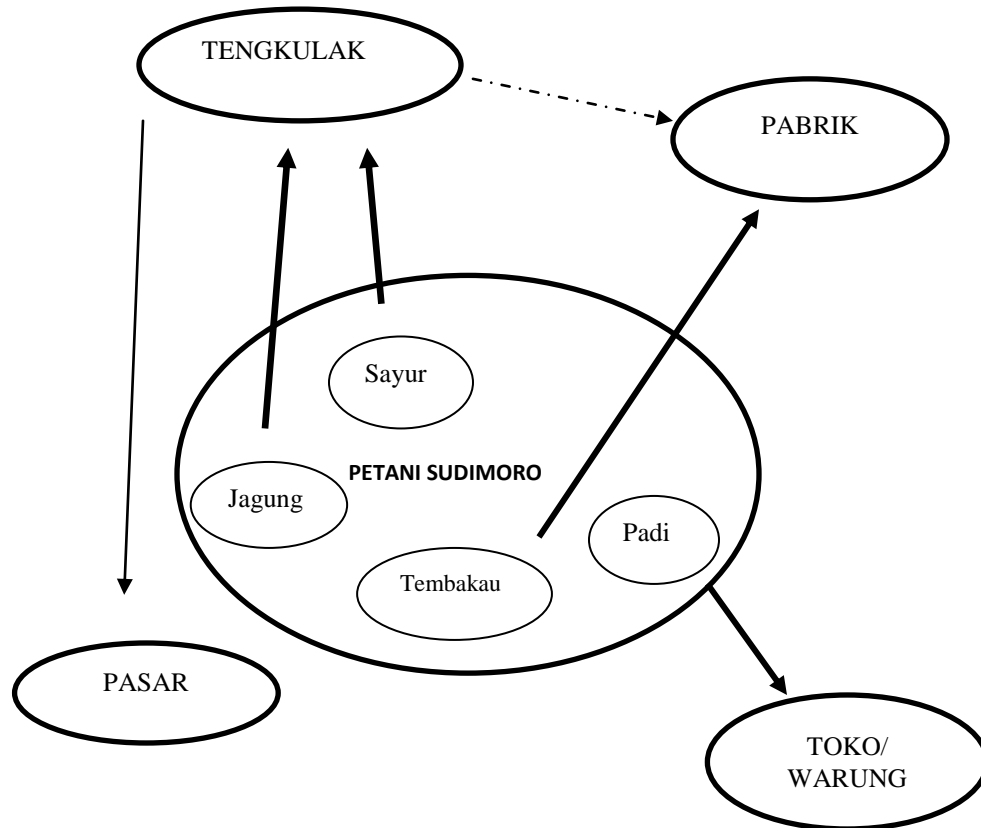 TENGKULAK
PABRIK
Sayur
PETANI SUDIMORO
Jagung
Padi
Tembakau
PASAR
TOKO/
WARUNG